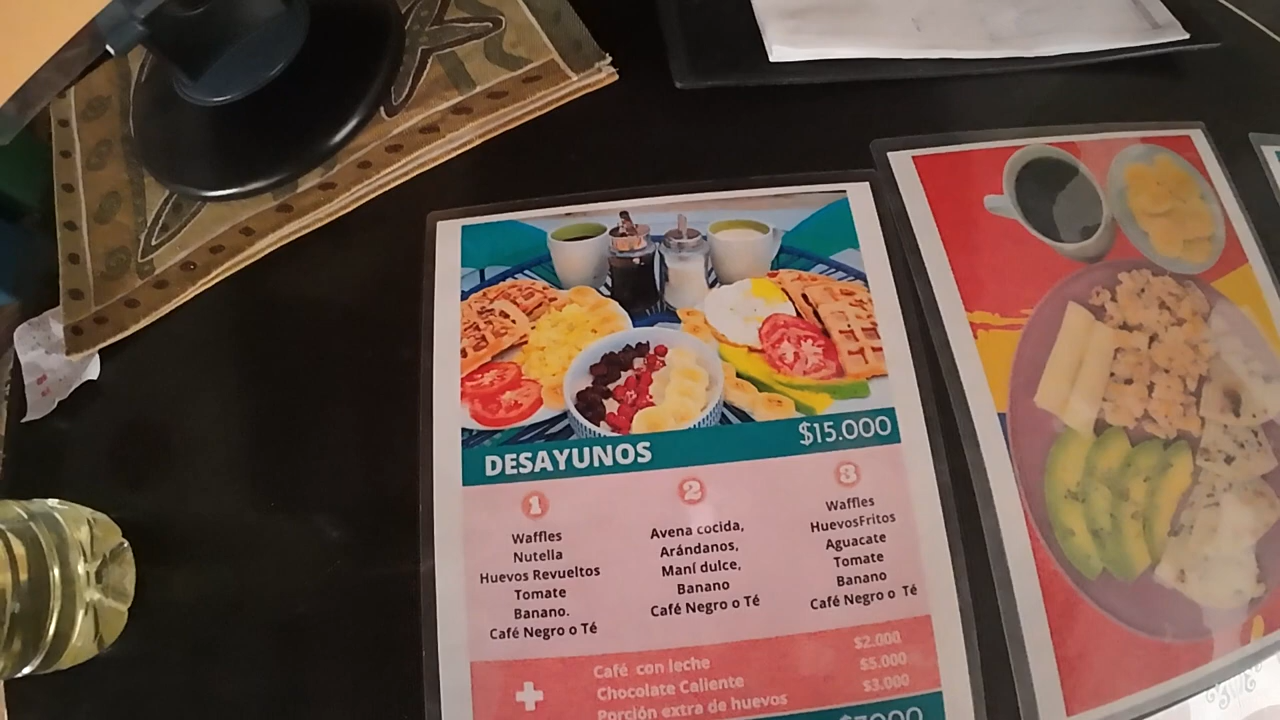 DESAYUNOS $15.000
1
Waffles
Nutella
Huevos Revueltos
Tomate
Banano.
Café Negro o Té
2
Avena cocida,
Arándanos,
Maní dulce,
Banano
Café Negro o Té
3
Waffles
HuevosFritos
Aguacate
Tomate
Banano
Café Negro o Té
+
Café con leche $2.000
Chocolate Caliente $5.000
Porción extra de huevos $3.000